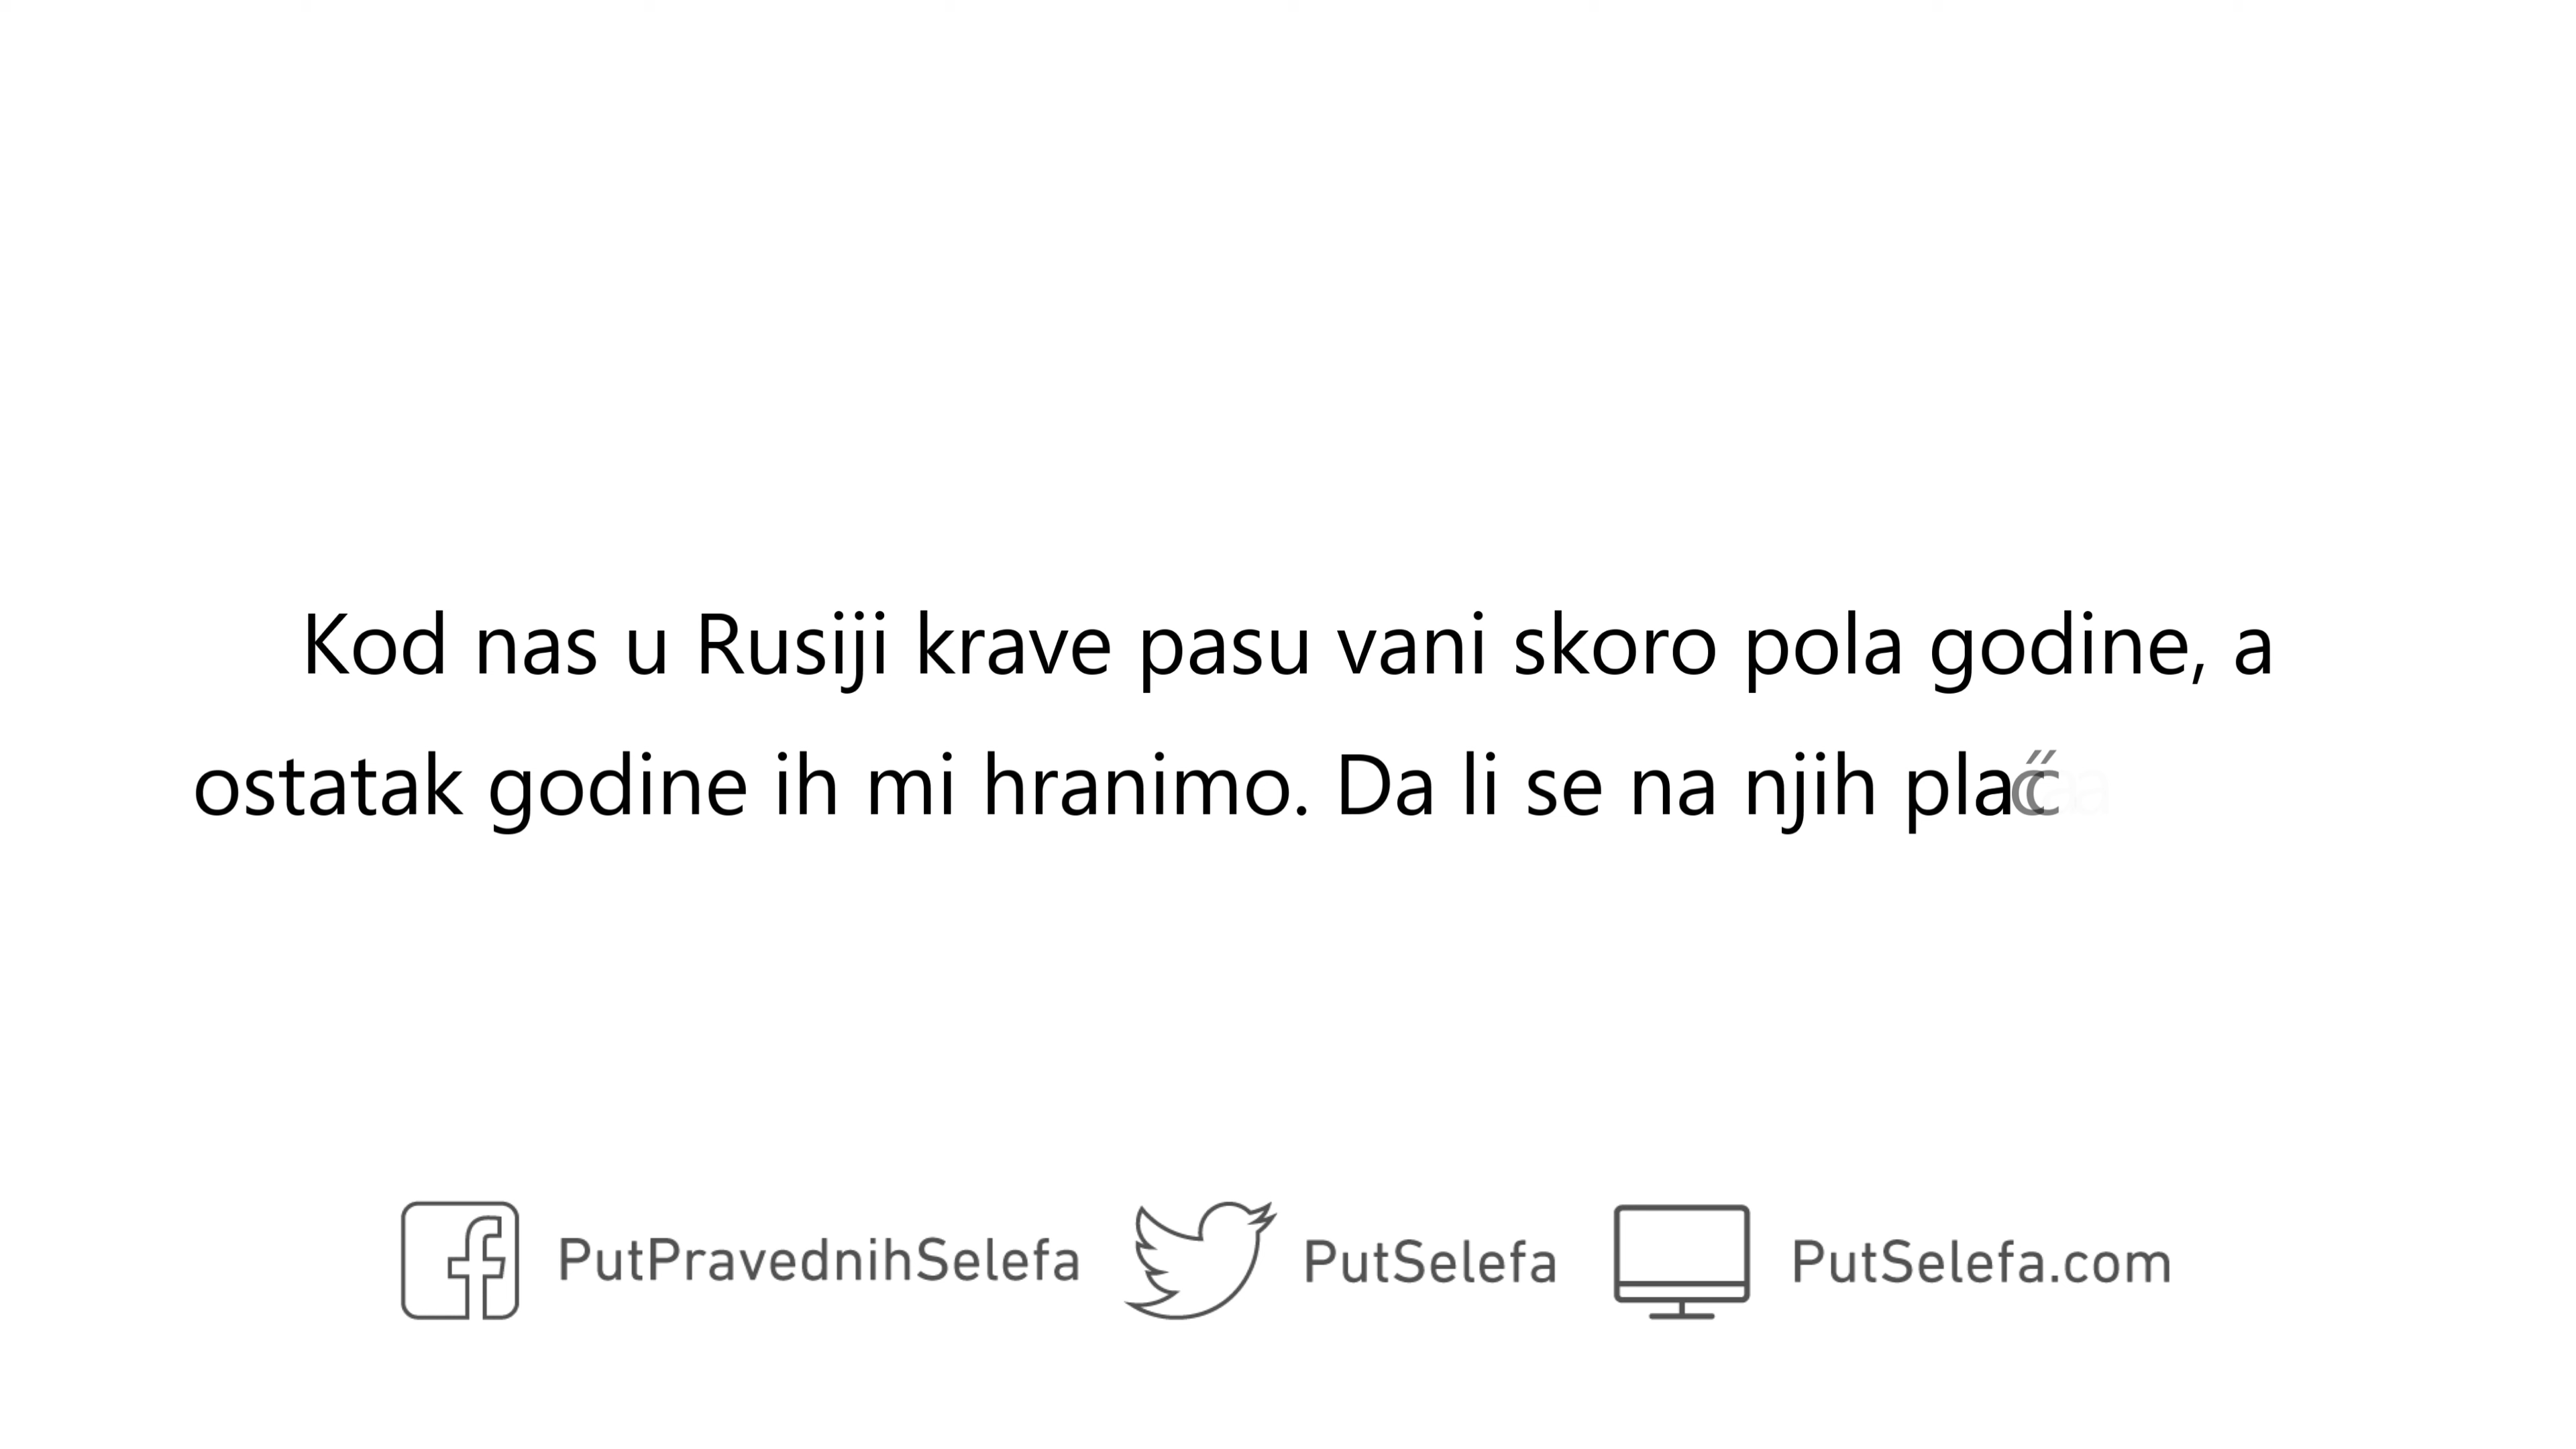 Kod nas u Rusiji krave pasu vani skoro pola godine, a
ostatak godine ih mi hranimo. Da li se na njih
PutPravednihSelefa PutSelefa PutSelefa.com